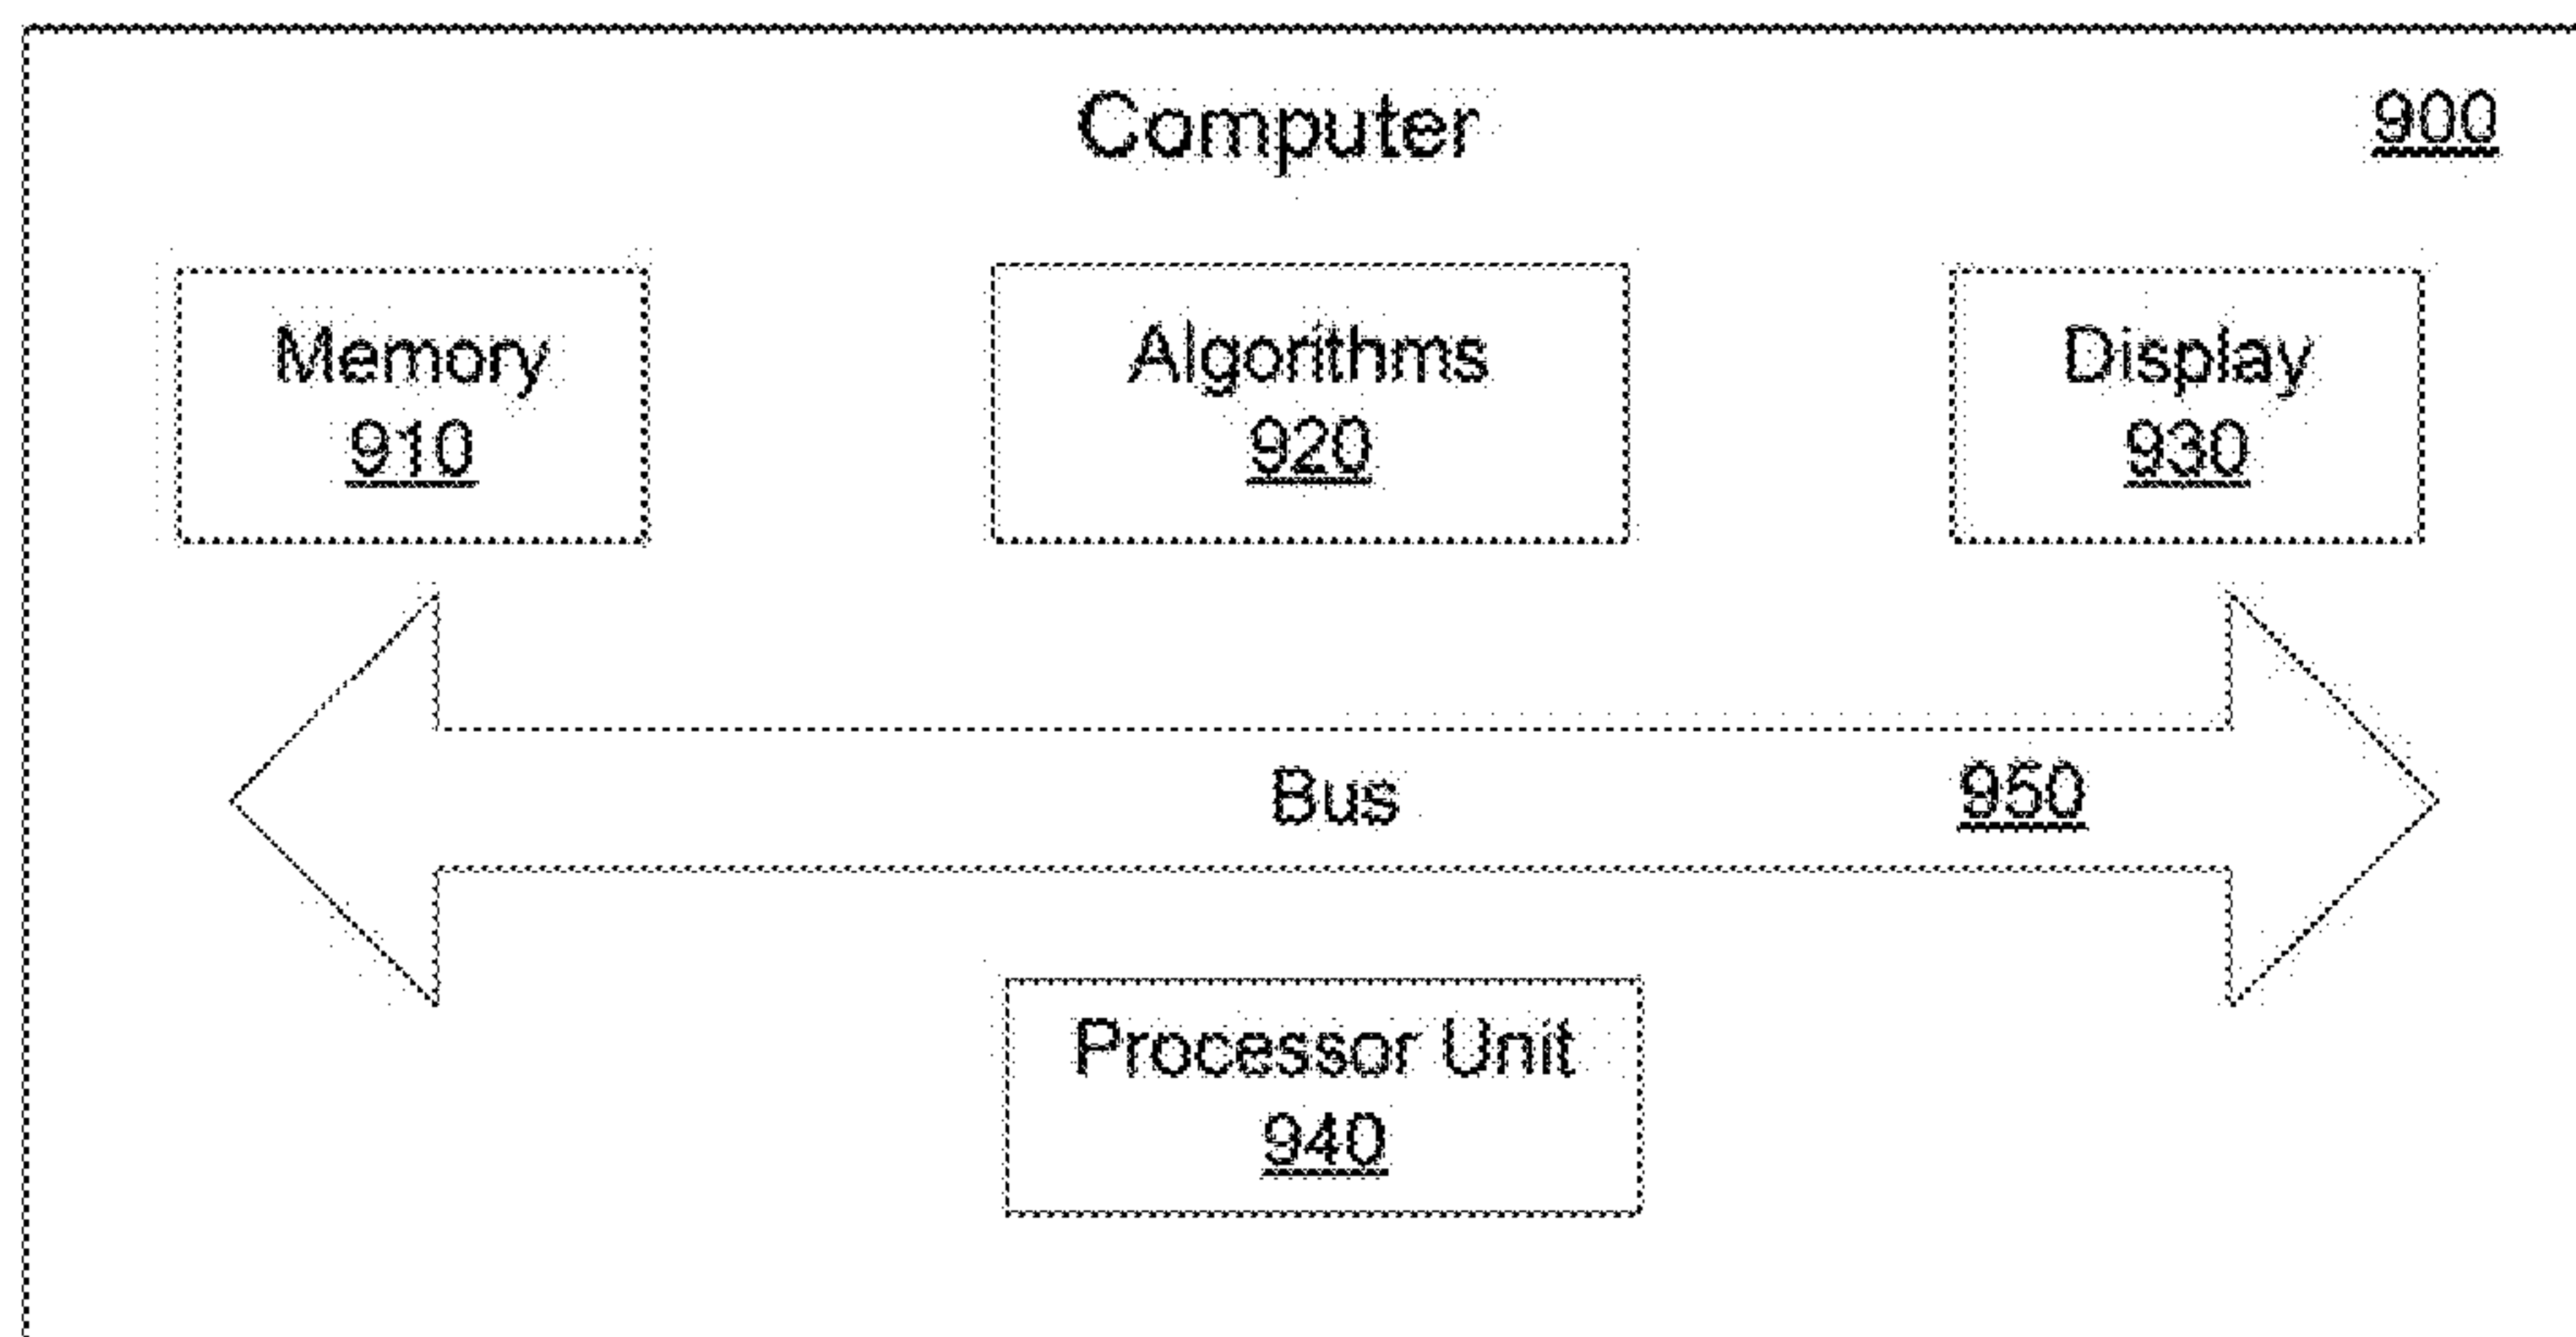 Computer 900
Memory
910
Algorithms
920
Display
930
Bus 950
Processor Unit
940